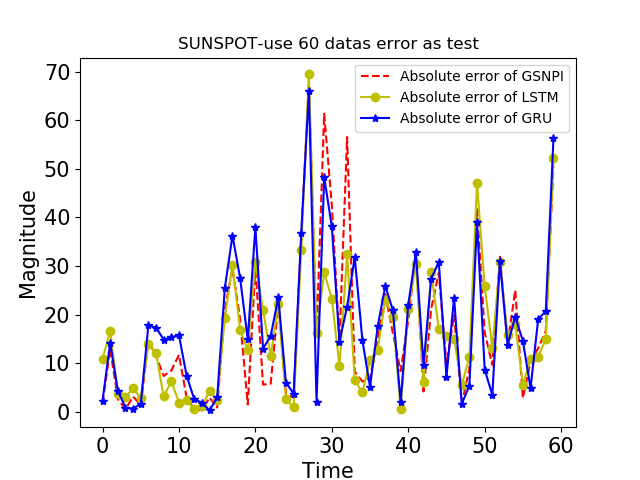 SUNSPOT-use 60 datas error as test
Absolute error of GSNPI
Absolute error of LSTM
Absolute error of GRU
70
60
50
40
30
20
10
0
Magnitude
0 10 20 30 40 50 60
Time